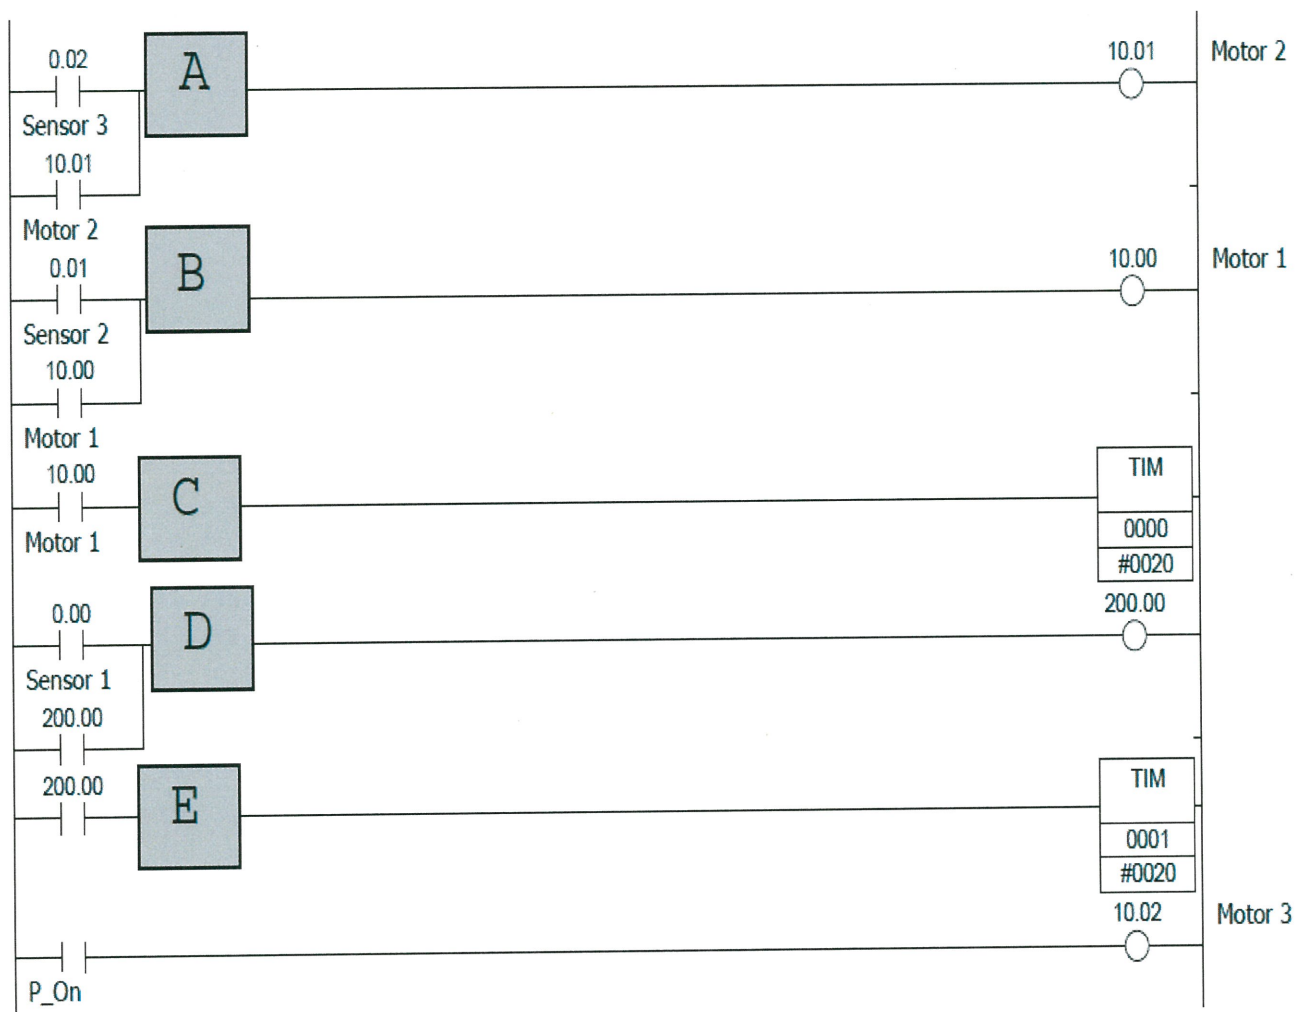 0.02
A
10.01
Motor 2
Sensor 3
10.01
Motor 2
0.01
B
10.00
Motor 1
Sensor 2
10.00
Motor 1
10.00
C
TIM
Motor 1
0000
#0020
0.00
D
200.00
Sensor 1
200.00
200.00
E
TIM
0001
#0020
10.02
Motor 3
P_On